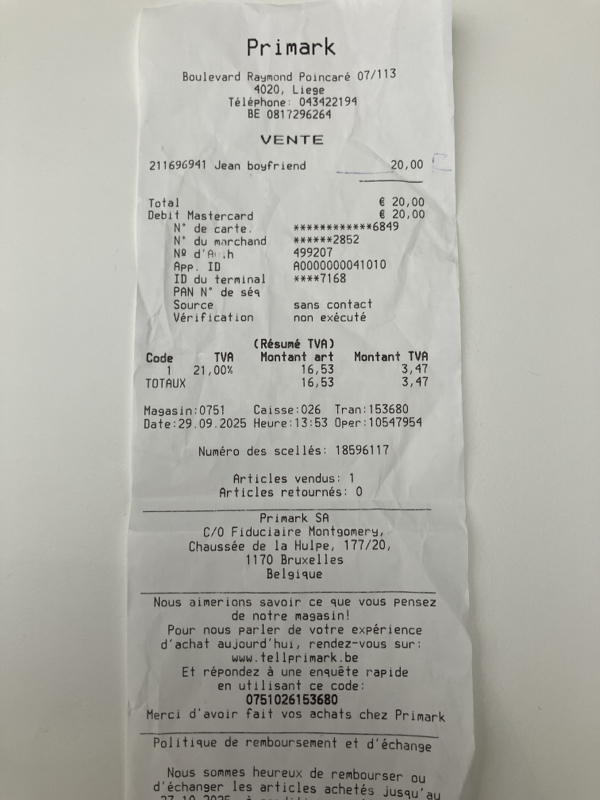 Primark
Boulevard Raymond Poincaré 07/113
4020, Liege
Téléphone: 043422194
BE 0817296264
VENTE
211696941 Jean boyfriend 20,00
Total € 20,00
Debit Mastercard € 20,00
N° de carte. ************6849
N° du marchand ******2852
Nº 499207
App. ID A0000000041010
ID du terminal ****7168
PAN N° de séq
Source sans contact
Vérification non exécuté
(Résumé TVA)
Code TVA Montant art Montant TVA
1 21,00% 16,53 3,47
TOTAUX 16,53 3,47
Magasin:0751 Caisse:026 Tran:153680
Date:29.09.2025 Heure:13:53 Oper:10547954
Numéro des scellés: 18596117
Articles vendus: 1
Articles retournés: 0
Primark SA
C/O Fiduciaire Montgomery,
Chaussée de la Hulpe, 177/20,
1170 Bruxelles
Belgique
Nous aimerions savoir ce que vous pensez
de notre magasin!
Pour nous parler de votre expérience
d'achat aujourd'hui, rendez-vous sur:
www.tellprimark.be
Et répondez à une enquête rapide
en utilisant ce code:
0751026153680
Merci d'avoir fait vos achats chez Primark
Politique de remboursement et d'échange
Nous sommes heureux de rembourser ou
d'échanger les articles achetés jusqu'au